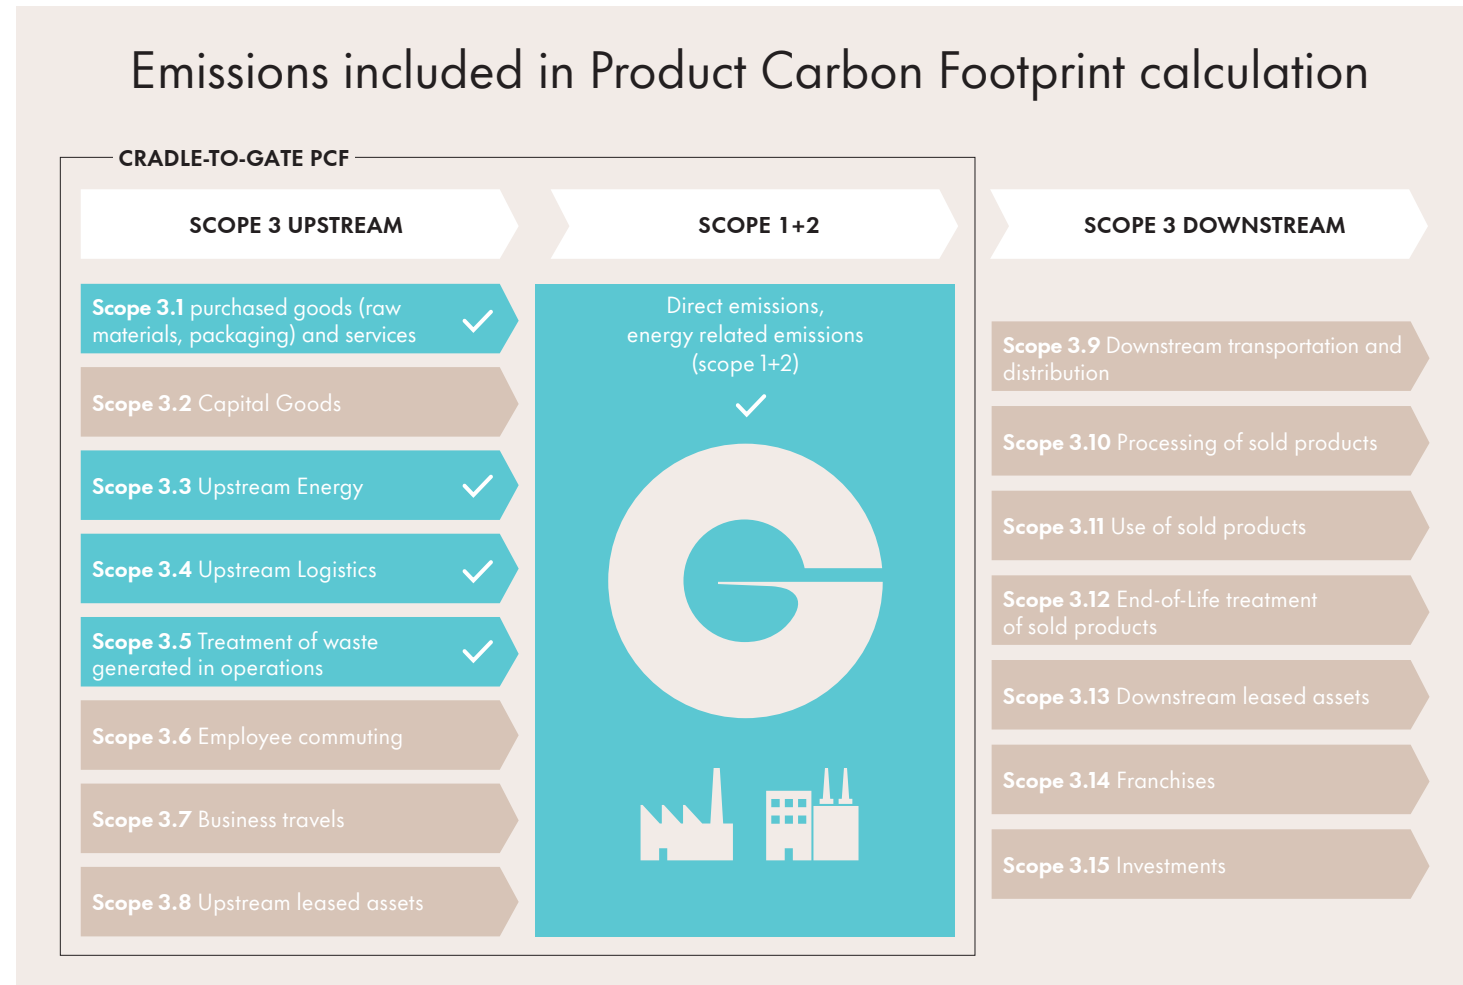 Emissions included in Product Carbon Footprint calculation
CRADLE-TO-GATE PCF
SCOPE 3 UPSTREAM
Scope 3.1 purchased goods (raw
materials, packaging) and services
Scope 3.2 Capital Goods
Scope 3.3 Upstream Energy
Scope 3.4 Upstream Logistics
Scope 3.5 Treatment of waste
generated in operations
Scope 3.6 Employee commuting
Scope 3.7 Business travels
Scope 3.8 Upstream leased assets
SCOPE 1+2
Direct emissions,
energy related emissions
(scope 1+2)
SCOPE 3 DOWNSTREAM
Scope 3.9 Downstream transportation and
distribution
Scope 3.10 Processing of sold products
Scope 3.11 Use of sold products
Scope 3.12 End-of-Life treatment
of sold products
Scope 3.13 Downstream leased assets
Scope 3.14 Franchises
Scope 3.15 Investments